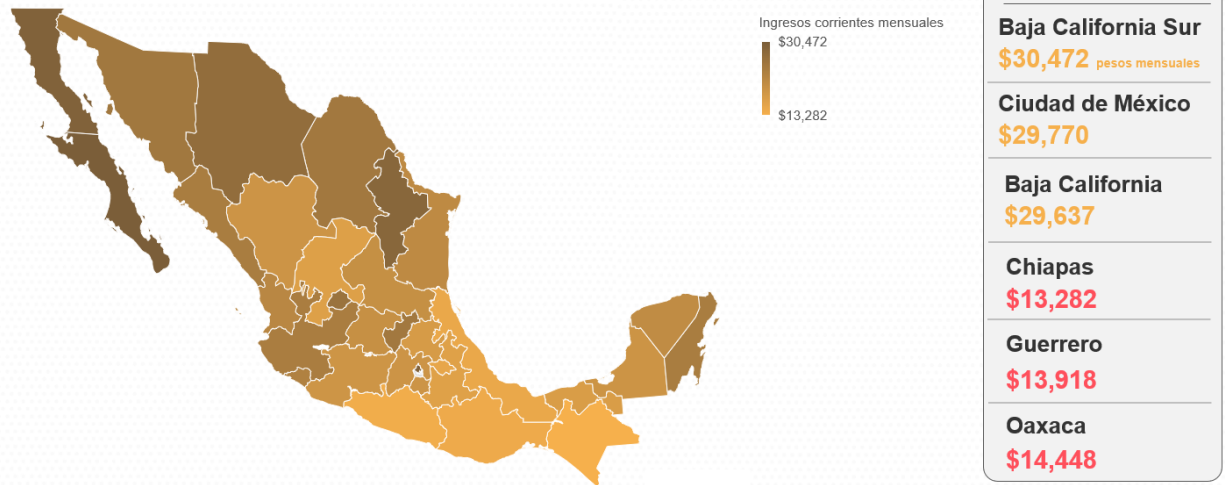 Ingresos corrientes mensuales
$30,472
$13,282
Baja California Sur
$30,472 pesos mensuales
Ciudad de México
$29,770
Baja California
$29,637
Chiapas
$13,282
Guerrero
$13,918
Oaxaca
$14,448